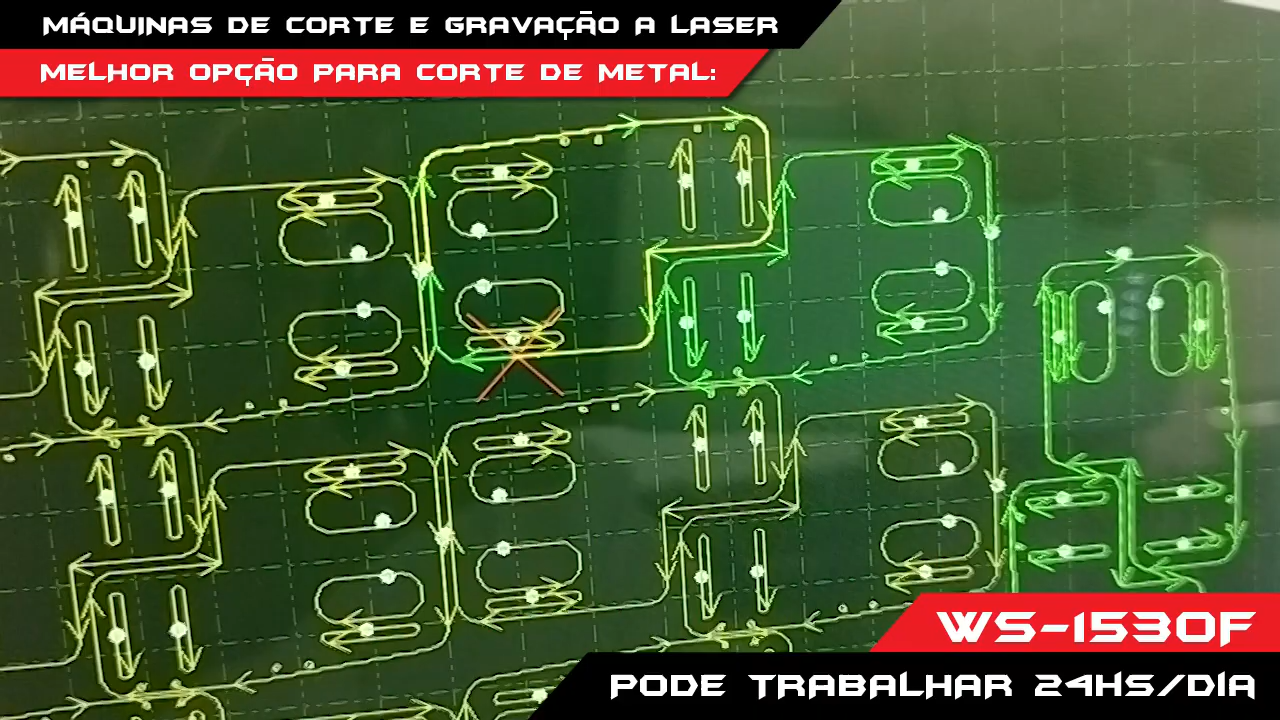 MÁQUINAS DE CORTE E GRAVAÇÃO A LASER
MELHOR OPÇÃO PARA CORTE DE METAL:
WS-1530F
PODE TRABALHAR 24HS/DIA